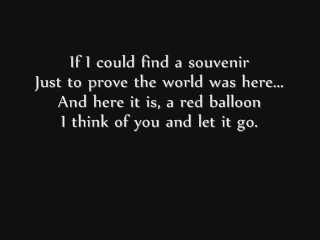 If I could find a souvenir
Just to prove the world was here...
And here it is, a red balloon
I think of you and let it go.